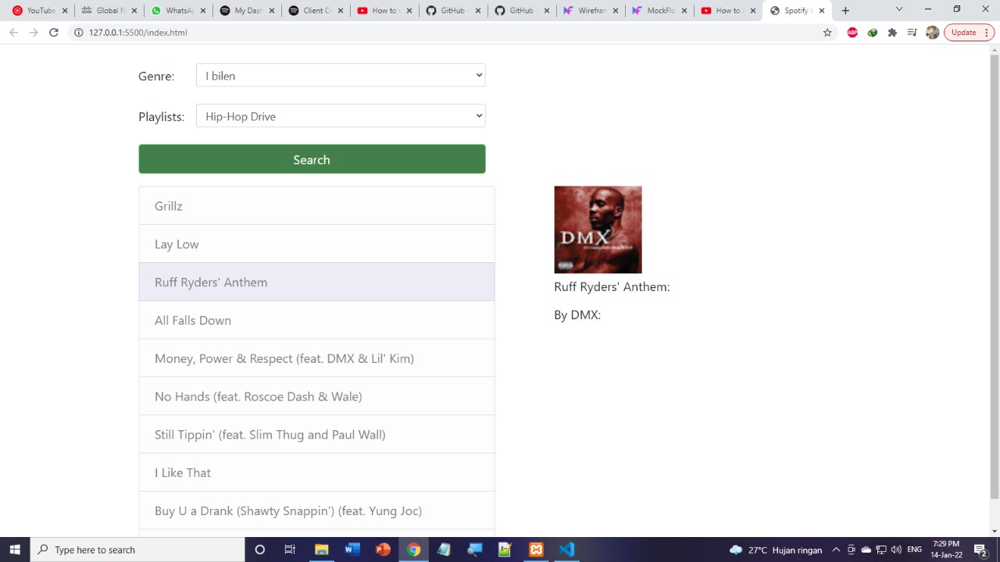 YouTube
Global N
WhatsAp
My Dash
Client Cr
How to u
GitHub
GitHub
Wirefram
MockFlo
How to A
Spotify W
127.0.0.1:5500/index.html
ABP
Update
Genre:
I bilen
Playlists:
Hip-Hop Drive
Search
Grillz
Lay Low
Ruff Ryders' Anthem
All Falls Down
Money, Power & Respect (feat. DMX & Lil' Kim)
No Hands (feat. Roscoe Dash & Wale)
Still Tippin' (feat. Slim Thug and Paul Wall)
I Like That
Buy U a Drank (Shawty Snappin') (feat. Yung Joc)
DMX
Ruff Ryders' Anthem:
By DMX:
Type here to search
27°C Hujan ringan
ENG
7:29 PM
14-Jan-22
2